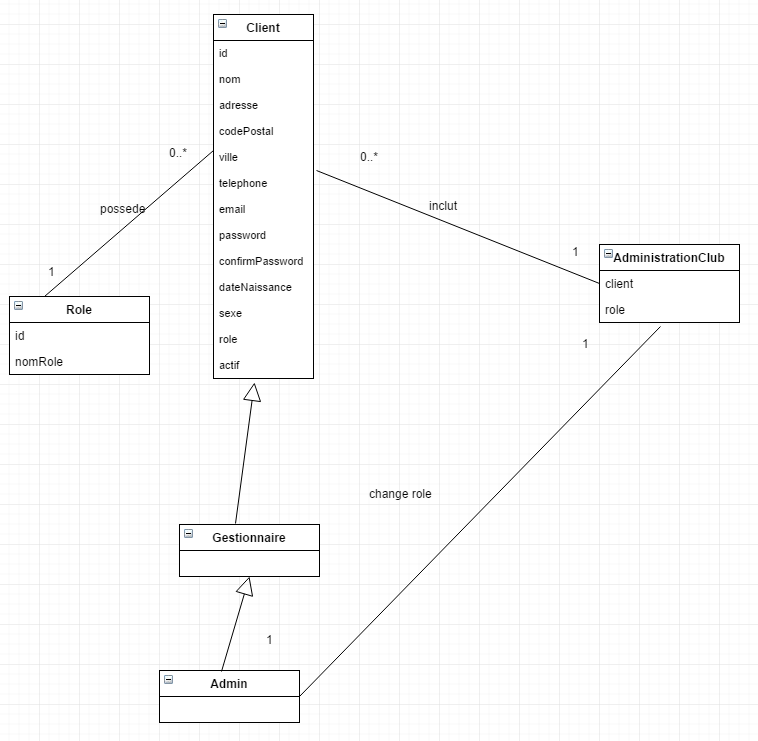 Client
id
nom
adresse
codePostal
ville
telephone
email
password
confirmPassword
dateNaissance
sexe
role
actif
0..*
possede
1
Role
id
nomRole
0..*
inclut
1
AdministrationClub
client
role
1
change role
Gestionnaire
1
Admin